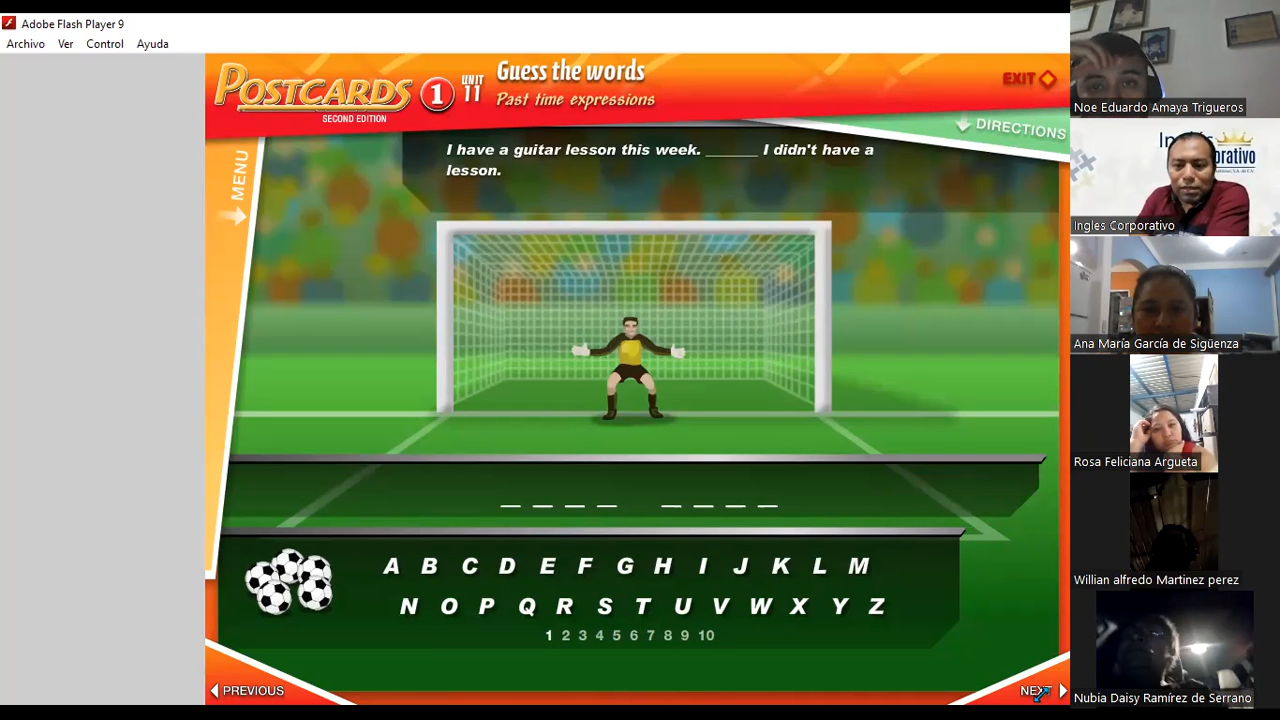 Adobe Flash Player 9
Archivo Ver Control Ayuda
POSTCARDS 1 UNIT 11
SECOND EDITION
Guess the words
Past time expressions
EXIT
DIRECTIONS
MENU
I have a guitar lesson this week. ______ I didn't have a
lesson.
A B C D E F G H I J K L M
N O P Q R S T U V W X Y Z
1 2 3 4 5 6 7 8 9 10
PREVIOUS
NEXT
Noe Eduardo Amaya Trigueros
Ingles Corporativo
Ana María García de Sigüenza
Rosa Feliciana Argueta
Willian alfredo Martinez perez
Nubia Daisy Ramírez de Serrano